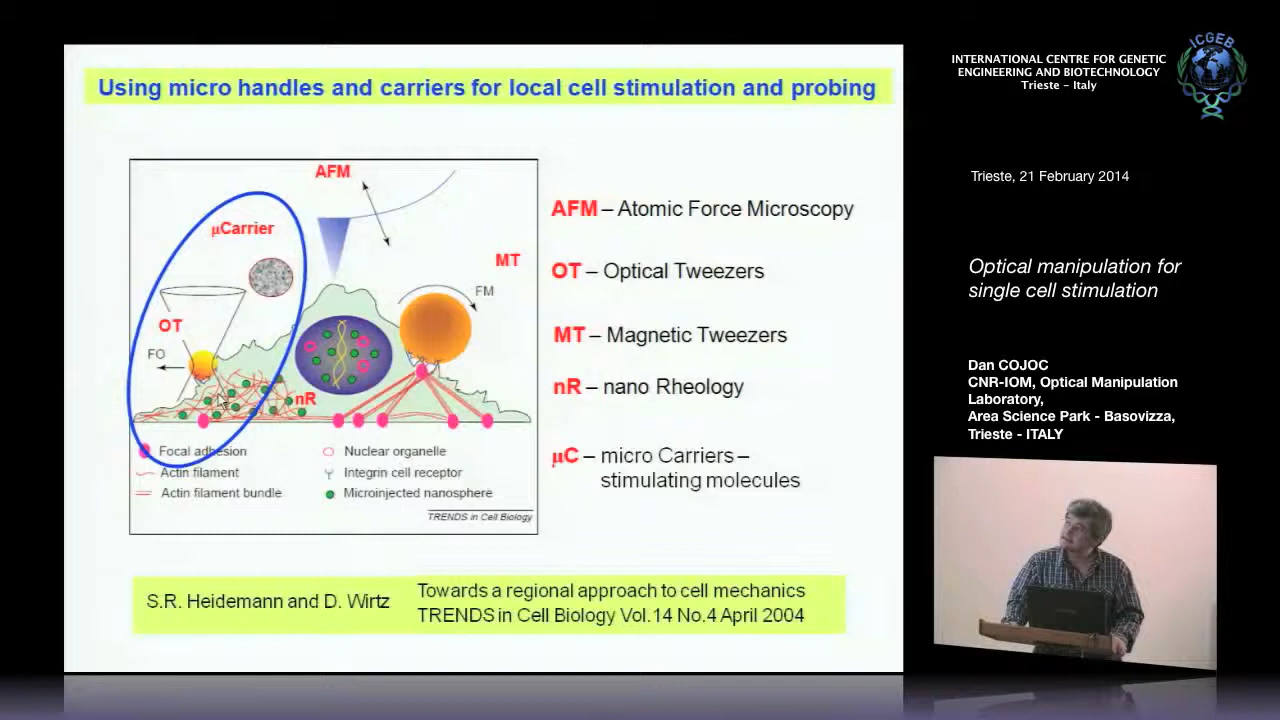 Using micro handles and carriers for local cell stimulation and probing
AFM
μCarrier
MT
FM
OT
FO
nR
Focal adhesion
Actin filament
Actin filament bundle
Nuclear organelle
Integrin cell receptor
Microinjected nanosphere
TRENDS in Cell Biology
AFM – Atomic Force Microscopy
OT – Optical Tweezers
MT – Magnetic Tweezers
nR – nano Rheology
μC – micro Carriers –
stimulating molecules
S.R. Heidemann and D. Wirtz
Towards a regional approach to cell mechanics
TRENDS in Cell Biology Vol.14 No.4 April 2004
INTERNATIONAL CENTRE FOR GENETIC
ENGINEERING AND BIOTECHNOLOGY
Trieste - Italy
ICGEB
Trieste, 21 February 2014
Optical manipulation for
single cell stimulation
Dan COJOC
CNR-IOM, Optical Manipulation
Laboratory,
Area Science Park - Basovizza,
Trieste - ITALY